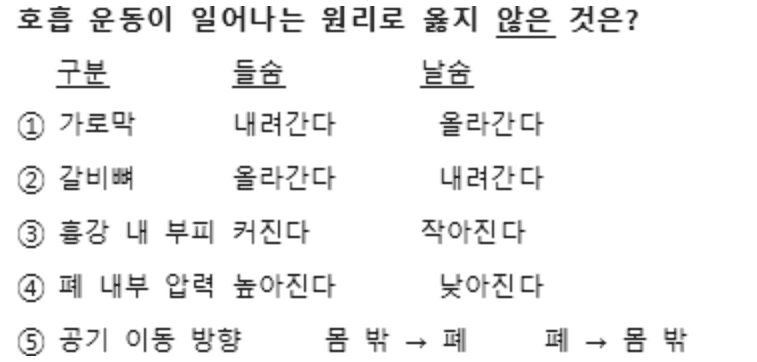 호흡 운동이 일어나는 원리로 옳지 않은 것은?
구분 들숨 날숨
① 가로막 내려간다 올라간다
② 갈비뼈 올라간다 내려간다
③ 흉강 내 부피 커진다 작아진다
④ 폐 내부 압력 높아진다 낮아진다
⑤ 공기 이동 방향 몸 밖 → 폐 폐 → 몸 밖